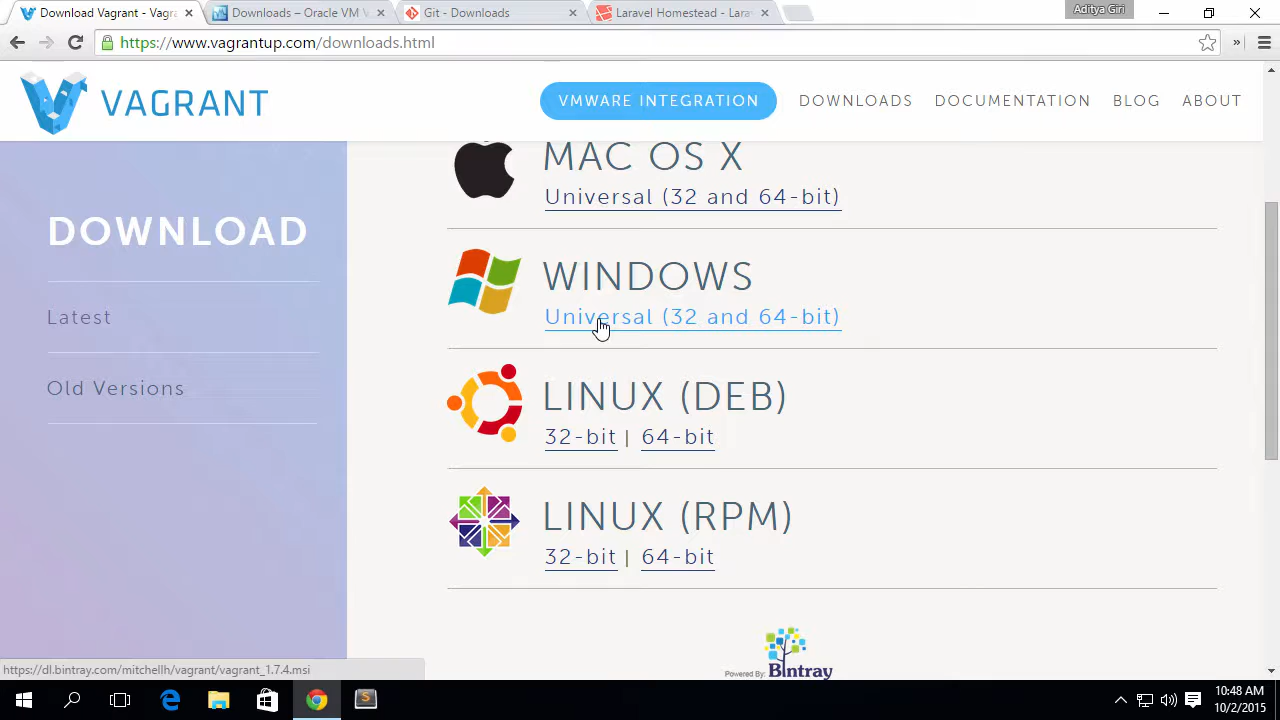 Download Vagrant - Vagra
Downloads – Oracle VM V
Git - Downloads
Laravel Homestead - Lara
Aditya Giri
https://www.vagrantup.com/downloads.html
VAGRANT
VMWARE INTEGRATION
DOWNLOADS
DOCUMENTATION
BLOG
ABOUT
DOWNLOAD
Latest
Old Versions
MAC OS X
Universal (32 and 64-bit)
WINDOWS
Universal (32 and 64-bit)
LINUX (DEB)
32-bit | 64-bit
LINUX (RPM)
32-bit | 64-bit
Powered By: Bintray
https://dl.bintray.com/mitchellh/vagrant/vagrant_1.7.4.msi
10:48 AM
10/2/2015